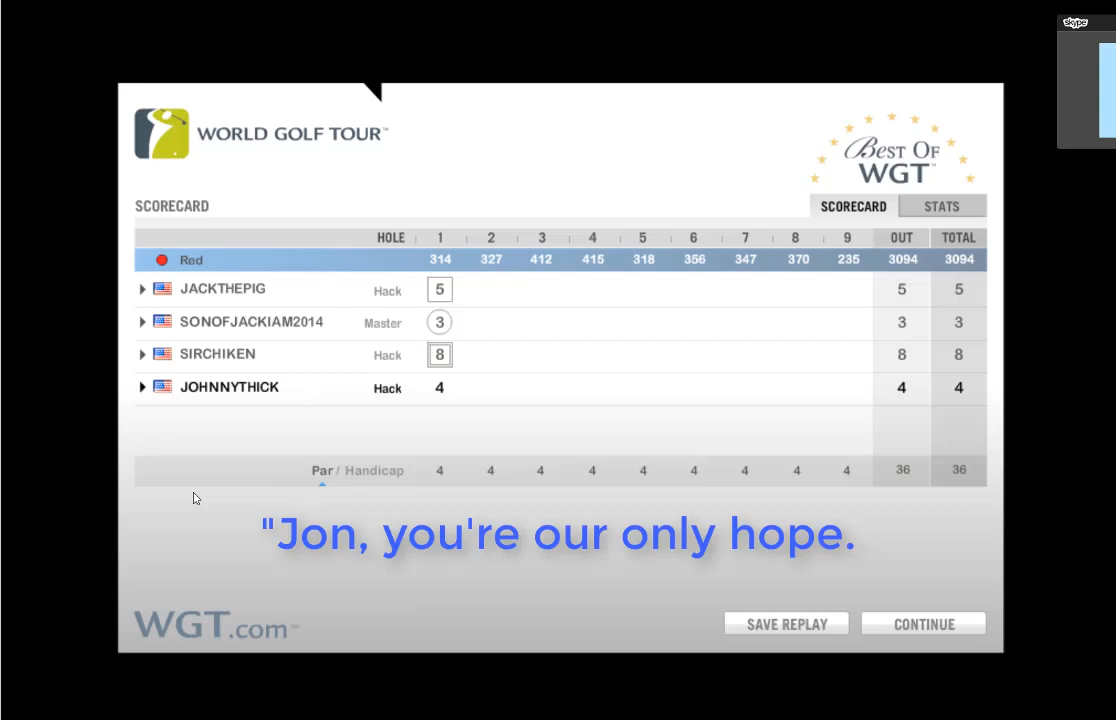 skype
WORLD GOLF TOUR™
Best Of
WGT™
SCORECARD
SCORECARD STATS
HOLE 1 2 3 4 5 6 7 8 9 OUT TOTAL
Red 314 327 412 415 318 356 347 370 235 3094 3094
JACKTHEPIG Hack 5 5 5
SONOFJACKIAM2014 Master 3 3 3
SIRCHIKEN Hack 8 8 8
JOHNNYTHICK Hack 4 4 4
Par / Handicap 4 4 4 4 4 4 4 4 4 36 36
"Jon, you're our only hope.
WGT.com™
SAVE REPLAY CONTINUE